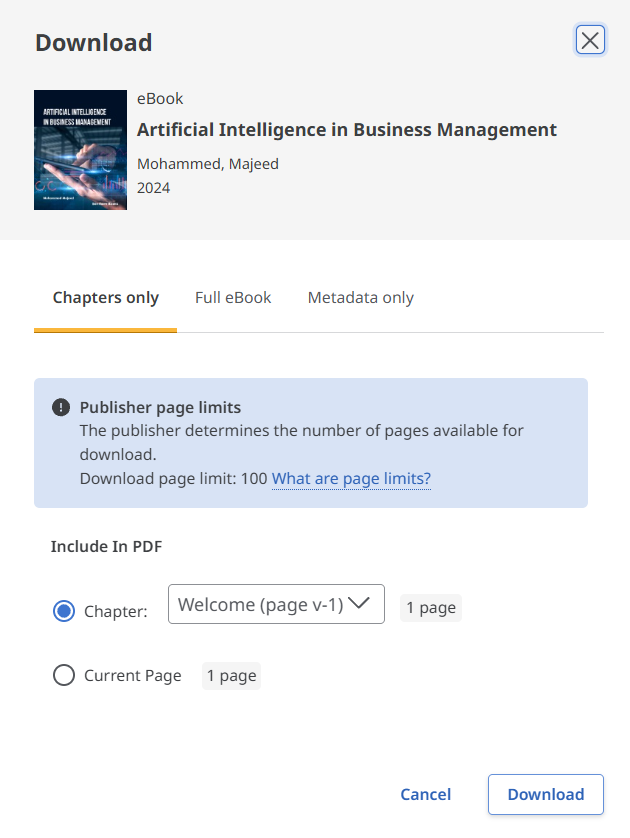 Download
eBook
ARTIFICIAL INTELLIGENCE
IN BUSINESS MANAGEMENT
Mohammed Majeed
Artificial Intelligence in Business Management
Mohammed, Majeed
2024
Chapters only
Full eBook
Metadata only
Publisher page limits
The publisher determines the number of pages available for
download.
Download page limit: 100 What are page limits?
Include In PDF
Chapter:
Welcome (page v-1)
1 page
Current Page
1 page
Cancel
Download